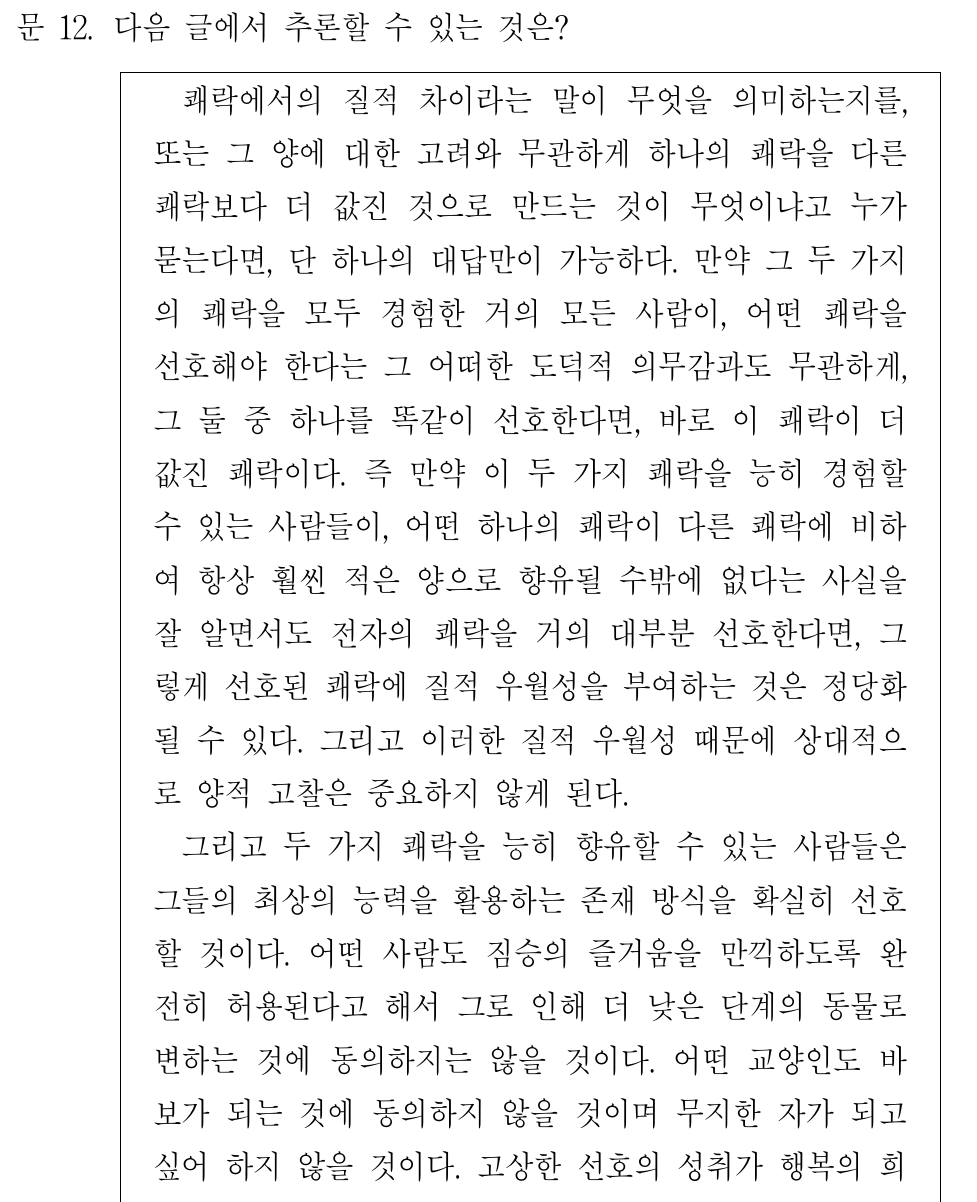 문 12. 다음 글에서 추론할 수 있는 것은?
쾌락에서의 질적 차이라는 말이 무엇을 의미하는지를,
또는 그 양에 대한 고려와 무관하게 하나의 쾌락을 다른
쾌락보다 더 값진 것으로 만드는 것이 무엇이냐고 누가
묻는다면, 단 하나의 대답만이 가능하다. 만약 그 두 가지
의 쾌락을 모두 경험한 거의 모든 사람이, 어떤 쾌락을
선호해야 한다는 그 어떠한 도덕적 의무감과도 무관하게,
그 둘 중 하나를 똑같이 선호한다면, 바로 이 쾌락이 더
값진 쾌락이다. 즉 만약 이 두 가지 쾌락을 능히 경험할
수 있는 사람들이, 어떤 하나의 쾌락이 다른 쾌락에 비하
여 항상 훨씬 적은 양으로 향유될 수밖에 없다는 사실을
잘 알면서도 전자의 쾌락을 거의 대부분 선호한다면, 그
렇게 선호된 쾌락에 질적 우월성을 부여하는 것은 정당화
될 수 있다. 그리고 이러한 질적 우월성 때문에 상대적으
로 양적 고찰은 중요하지 않게 된다.
그리고 두 가지 쾌락을 능히 향유할 수 있는 사람들은
그들의 최상의 능력을 활용하는 존재 방식을 확실히 선호
할 것이다. 어떤 사람도 짐승의 즐거움을 만끽하도록 완
전히 허용된다고 해서 그로 인해 더 낮은 단계의 동물로
변하는 것에 동의하지는 않을 것이다. 어떤 교양인도 바
보가 되는 것에 동의하지 않을 것이며 무지한 자가 되고
싶어 하지 않을 것이다. 고상한 선호의 성취가 행복의 희